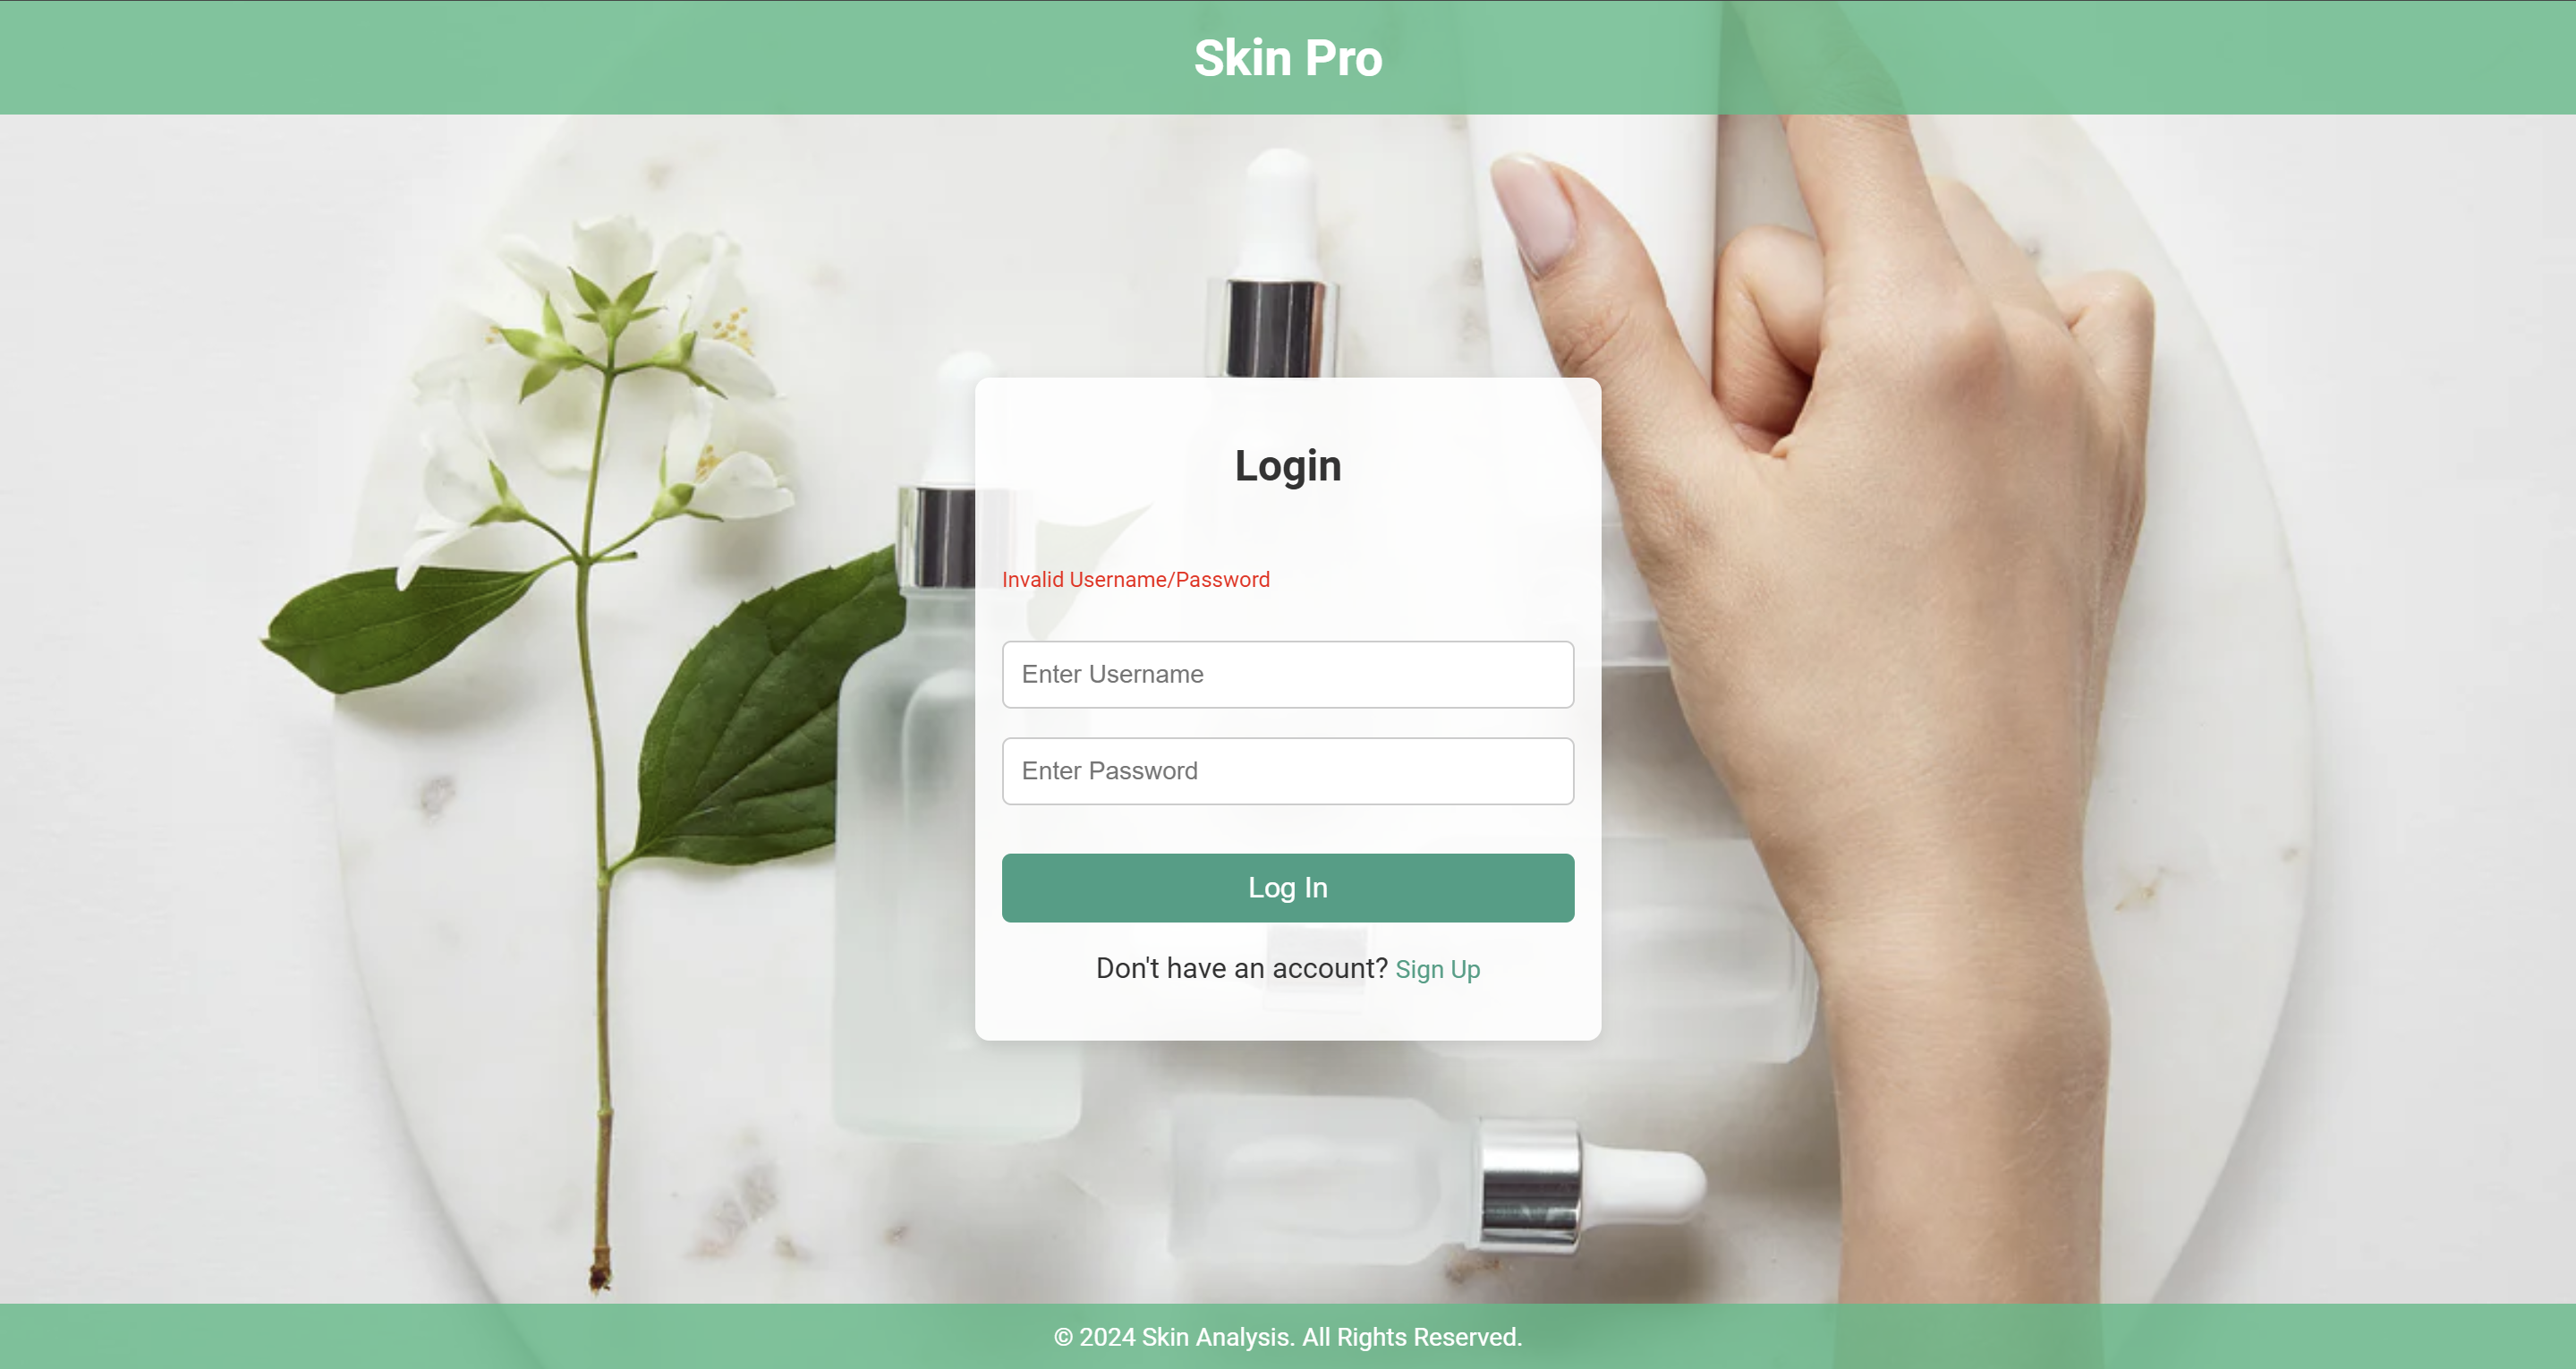 Skin Pro
Login
Invalid Username/Password
Enter Username
Enter Password
Log In
Don't have an account? Sign Up
© 2024 Skin Analysis. All Rights Reserved.